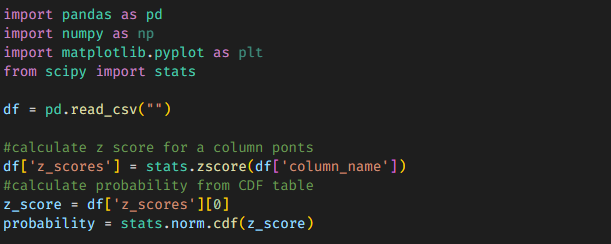 import pandas as pd
import numpy as np
import matplotlib.pyplot as plt
from scipy import stats
df = pd.read_csv("")
#calculate z score for a column ponts
df['z_scores'] = stats.zscore(df['column_name'])
#calculate probability from CDF table
z_score = df['z_scores'][0]
probability = stats.norm.cdf(z_score)